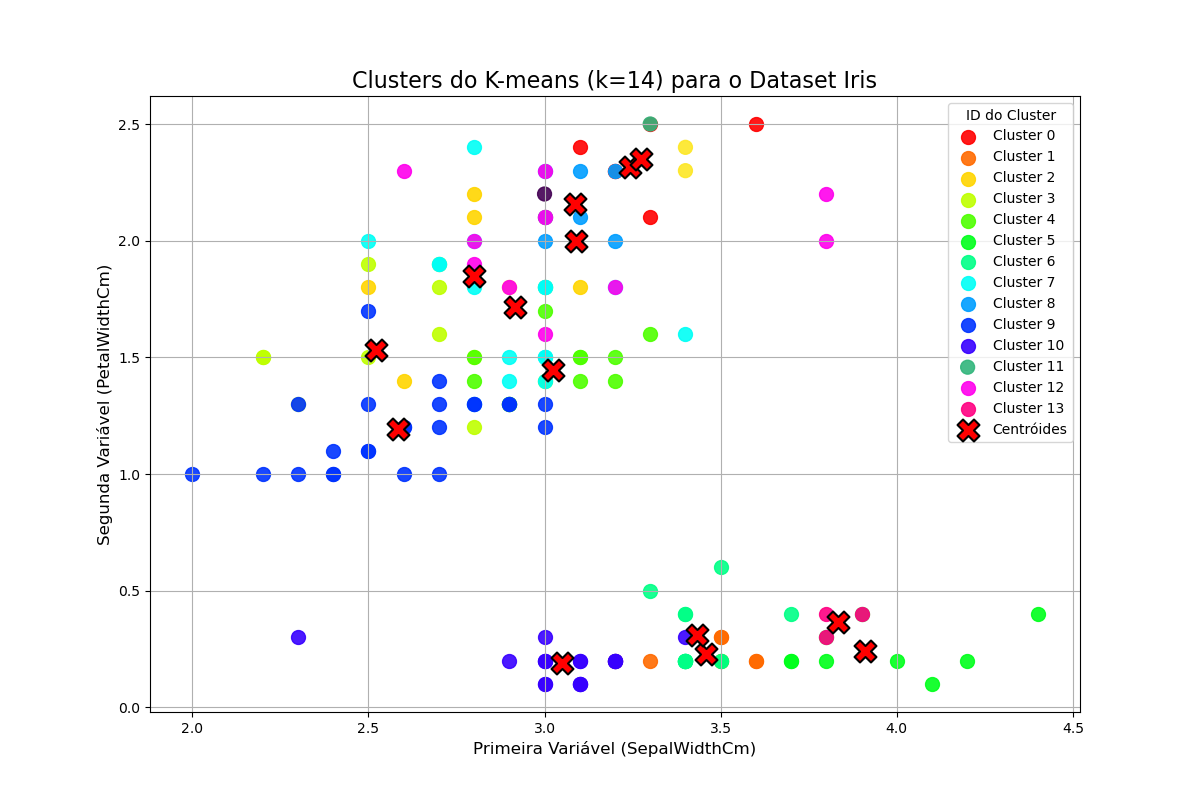 Clusters do K-means (k=14) para o Dataset Iris
ID do Cluster
Cluster 0
Cluster 1
Cluster 2
Cluster 3
Cluster 4
Cluster 5
Cluster 6
Cluster 7
Cluster 8
Cluster 9
Cluster 10
Cluster 11
Cluster 12
Cluster 13
Centróides
Segunda Variável (PetalWidthCm)
2.5
2.0
1.5
1.0
0.5
0.0
2.0 2.5 3.0 3.5 4.0 4.5
Primeira Variável (SepalWidthCm)